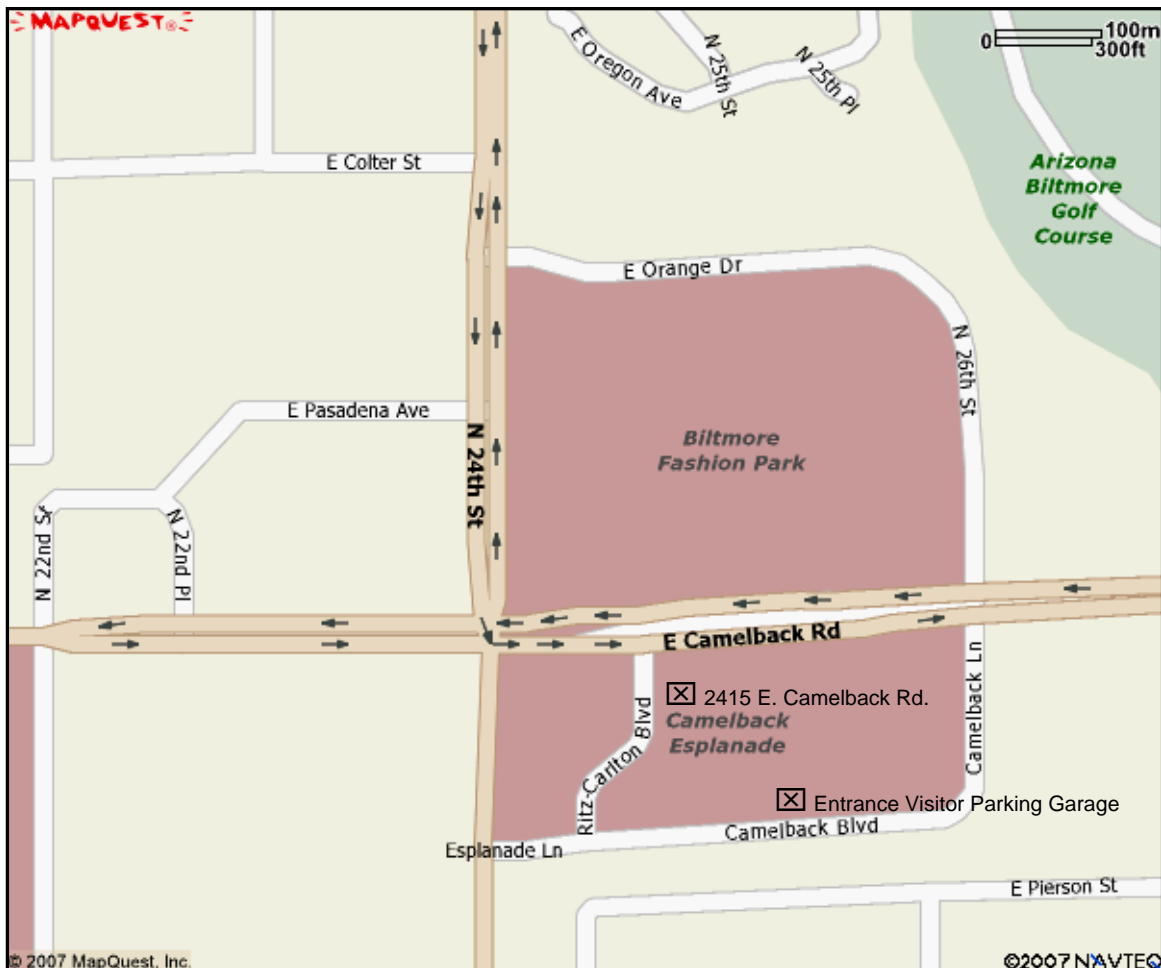 MAPQUEST®
100m
0
300ft
E Oregon Ave
N 25th St
N 25th Pl
E Colter St
Arizona
Biltmore
Golf
Course
E Orange Dr
N 26th St
E Pasadena Ave
N 24th St
Biltmore
Fashion Park
N 22nd St
N 22nd Pl
E Camelback Rd
2415 E. Camelback Rd.
Camelback
Esplanade
Ritz-Carlton Blvd
Camelback Ln
Entrance Visitor Parking Garage
Camelback Blvd
Esplanade Ln
E Pierson St
© 2007 MapQuest, Inc.
©2007 NAVTEQ